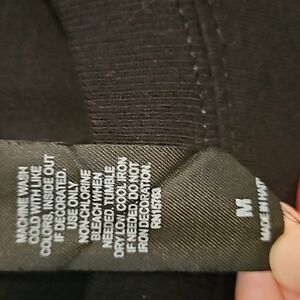 MACHINE WASH
COLD WITH LIKE
COLORS, INSIDE OUT
IF DECORATED.
USE ONLY
NON-CHLORINE
BLEACH WHEN
NEEDED. TUMBLE
DRY LOW. COOL IRON
IF NEEDED. DO NOT
IRON DECORATION.
M
MADE IN HAITI